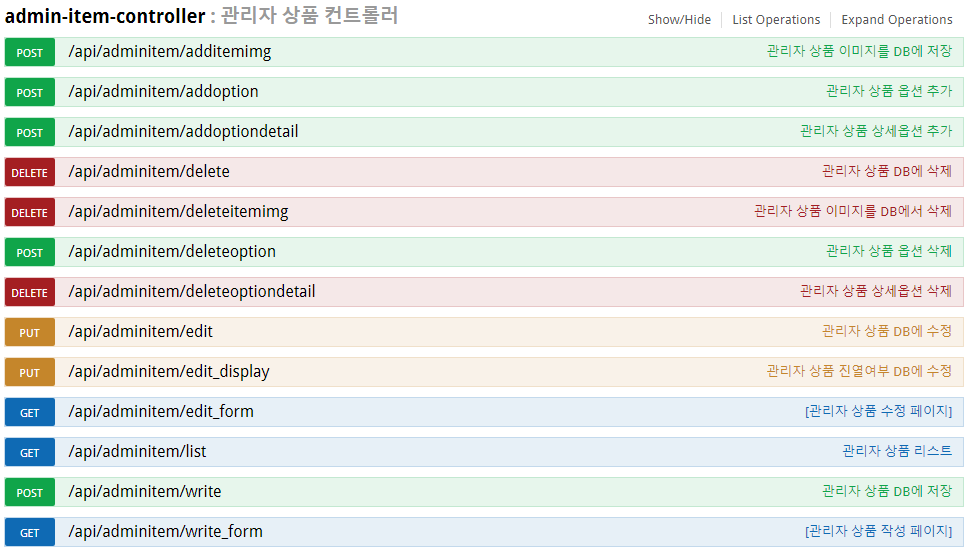 admin-item-controller : 관리자 상품 컨트롤러 Show/Hide List Operations Expand Operations
POST /api/adminitem/additemimg 관리자 상품 이미지를 DB에 저장
POST /api/adminitem/addoption 관리자 상품 옵션 추가
POST /api/adminitem/addoptiondetail 관리자 상품 상세옵션 추가
DELETE /api/adminitem/delete 관리자 상품 DB에 삭제
DELETE /api/adminitem/deleteitemimg 관리자 상품 이미지를 DB에서 삭제
POST /api/adminitem/deleteoption 관리자 상품 옵션 삭제
DELETE /api/adminitem/deleteoptiondetail 관리자 상품 상세옵션 삭제
PUT /api/adminitem/edit 관리자 상품 DB에 수정
PUT /api/adminitem/edit_display 관리자 상품 진열여부 DB에 수정
GET /api/adminitem/edit_form [관리자 상품 수정 페이지]
GET /api/adminitem/list 관리자 상품 리스트
POST /api/adminitem/write 관리자 상품 DB에 저장
GET /api/adminitem/write_form [관리자 상품 작성 페이지]